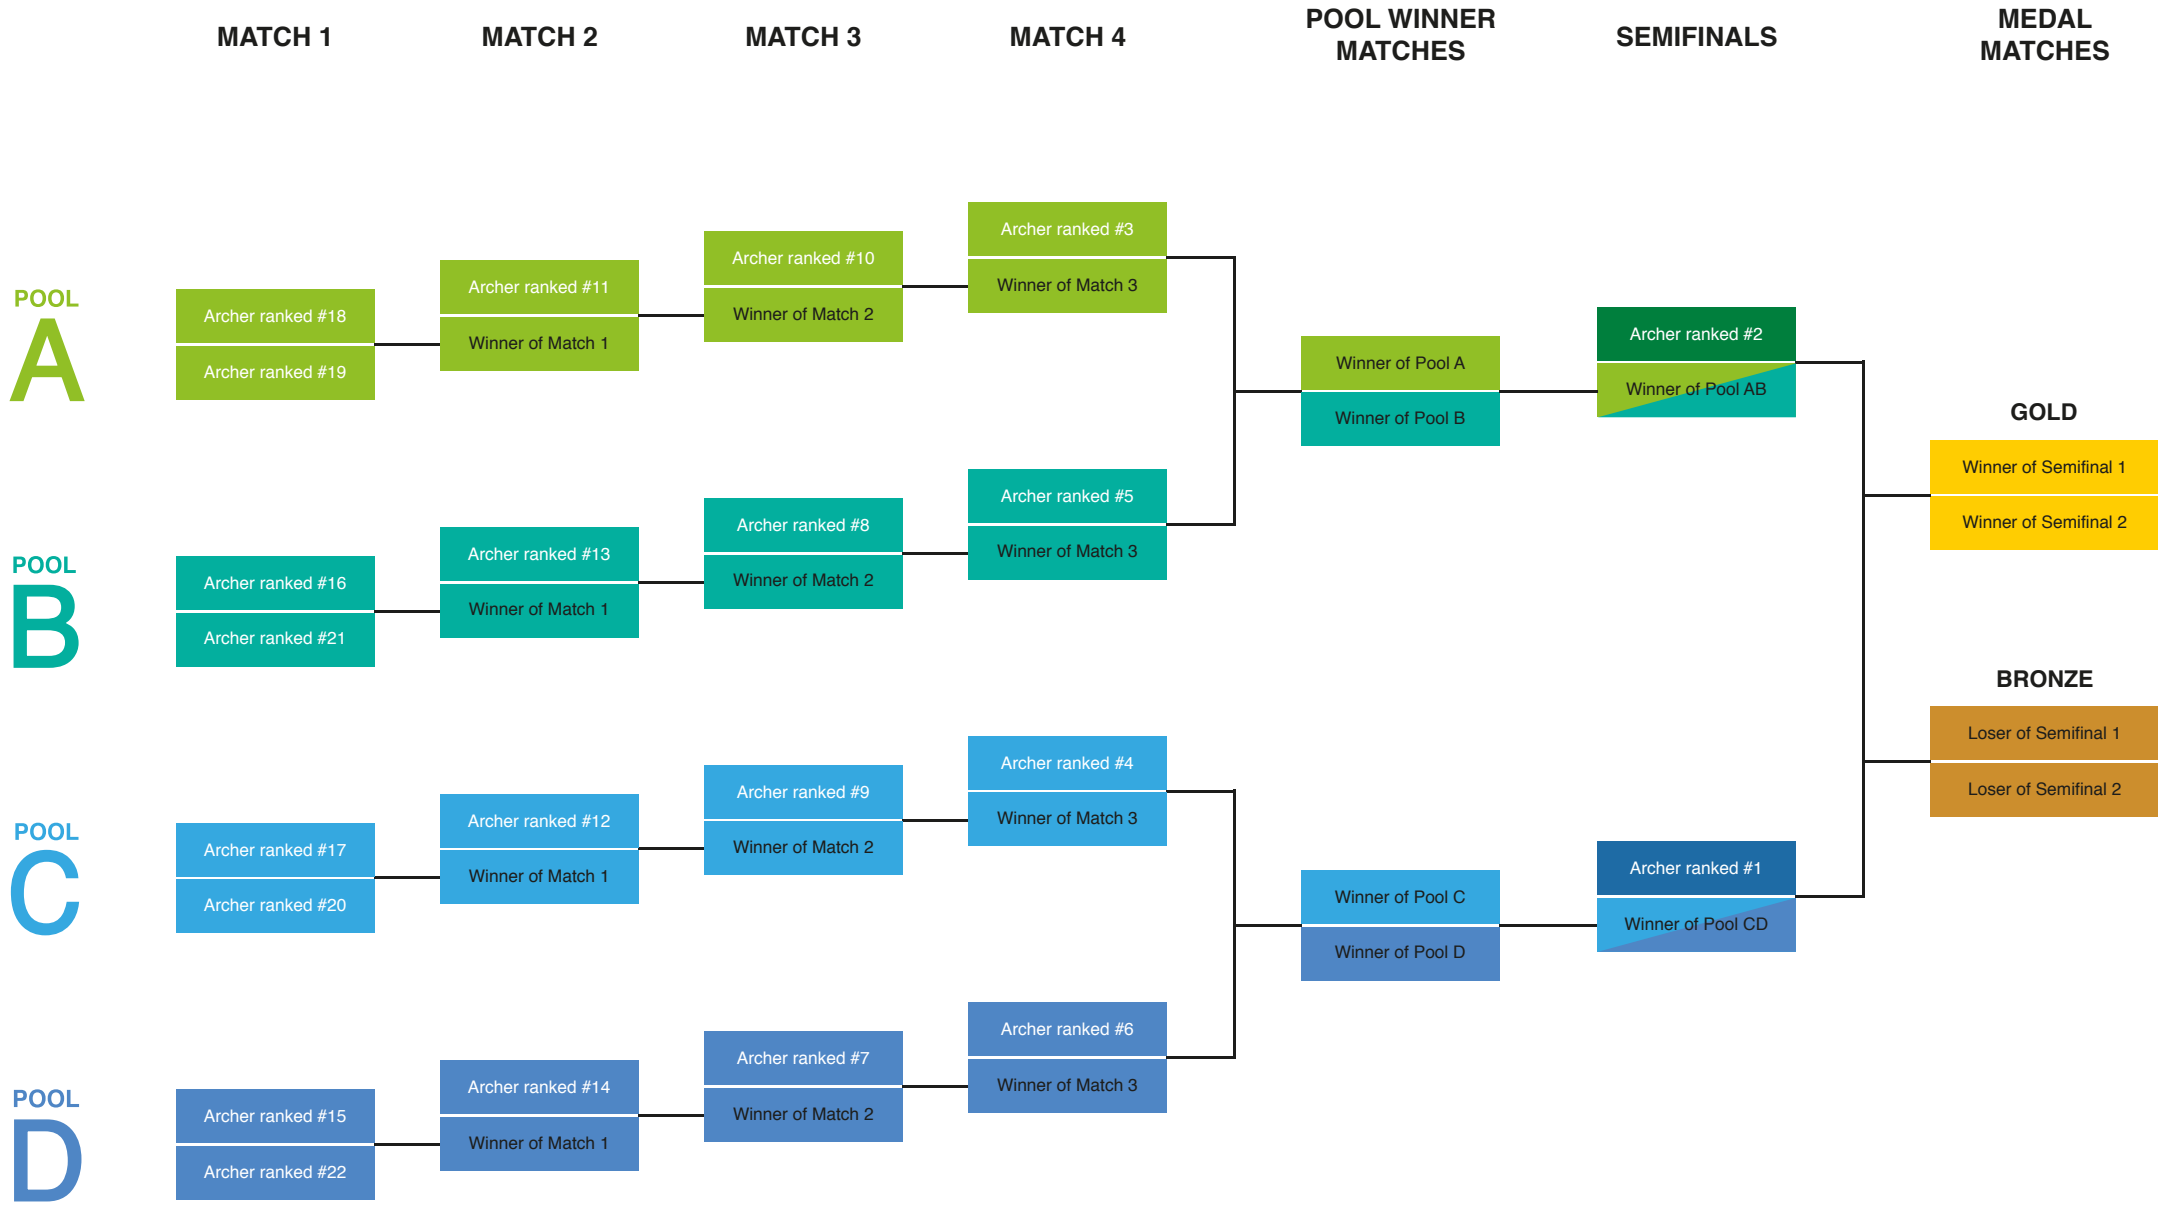 MATCH 1
MATCH 2
MATCH 3
MATCH 4
POOL WINNER
MATCHES
SEMIFINALS
MEDAL
MATCHES
POOL
A
Archer ranked #18
Archer ranked #19
Archer ranked #11
Winner of Match 1
Archer ranked #10
Winner of Match 2
Archer ranked #3
Winner of Match 3
POOL
B
Archer ranked #16
Archer ranked #21
Archer ranked #13
Winner of Match 1
Archer ranked #8
Winner of Match 2
Archer ranked #5
Winner of Match 3
POOL
C
Archer ranked #17
Archer ranked #20
Archer ranked #12
Winner of Match 1
Archer ranked #9
Winner of Match 2
Archer ranked #4
Winner of Match 3
POOL
D
Archer ranked #15
Archer ranked #22
Archer ranked #14
Winner of Match 1
Archer ranked #7
Winner of Match 2
Archer ranked #6
Winner of Match 3
Winner of Pool A
Winner of Pool B
Winner of Pool C
Winner of Pool D
Archer ranked #2
Winner of Pool AB
Archer ranked #1
Winner of Pool CD
GOLD
Winner of Semifinal 1
Winner of Semifinal 2
BRONZE
Loser of Semifinal 1
Loser of Semifinal 2